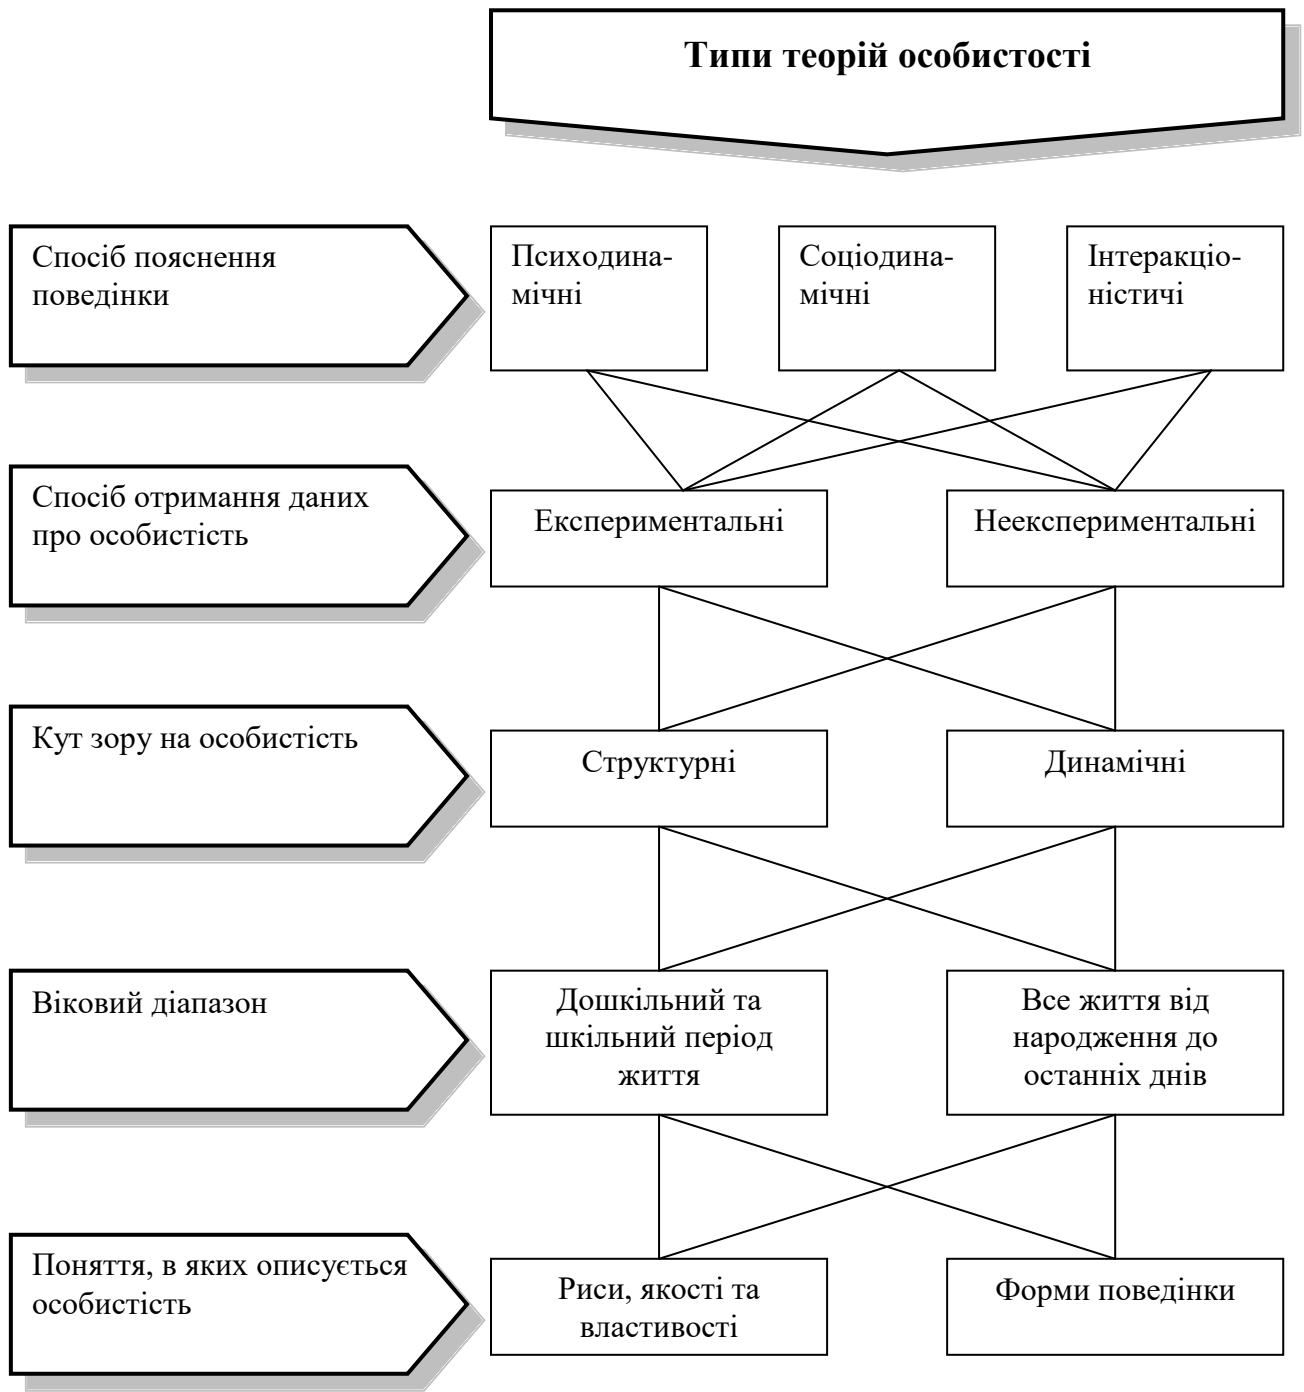 Типи теорій особистості
Спосіб пояснення
поведінки
Психодина-
мічні
Соціодина-
мічні
Інтеракціо-
ністичі
Спосіб отримання даних
про особистість
Експериментальні
Неекспериментальні
Кут зору на особистість
Структурні
Динамічні
Віковий діапазон
Дошкільний та
шкільний період
життя
Все життя від
народження до
останніх днів
Поняття, в яких описується
особистість
Риси, якості та
властивості
Форми поведінки